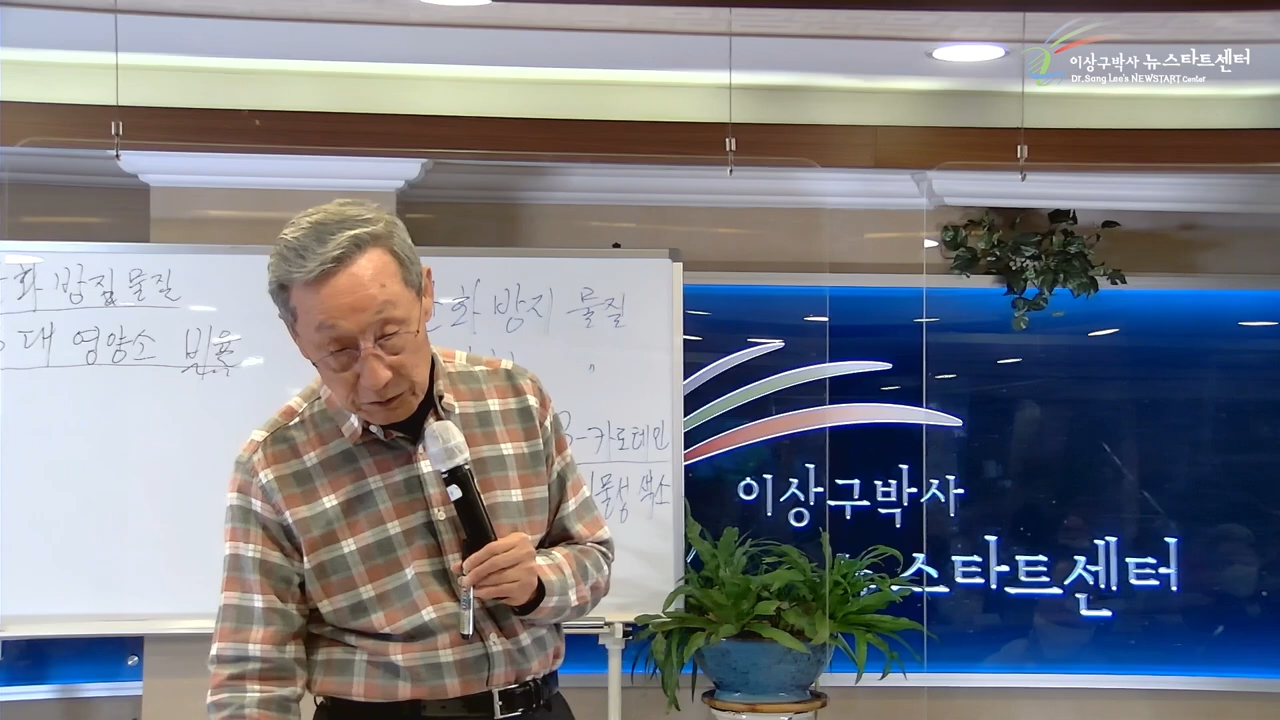 이상구박사 뉴스타트센터
Dr. Sang Lee's NEWSTART Center
화 방지 물질
대 영양소 비율
화 방지 물질
"
β-카로테인
물성 색소
이상구박사
뉴스타트센터